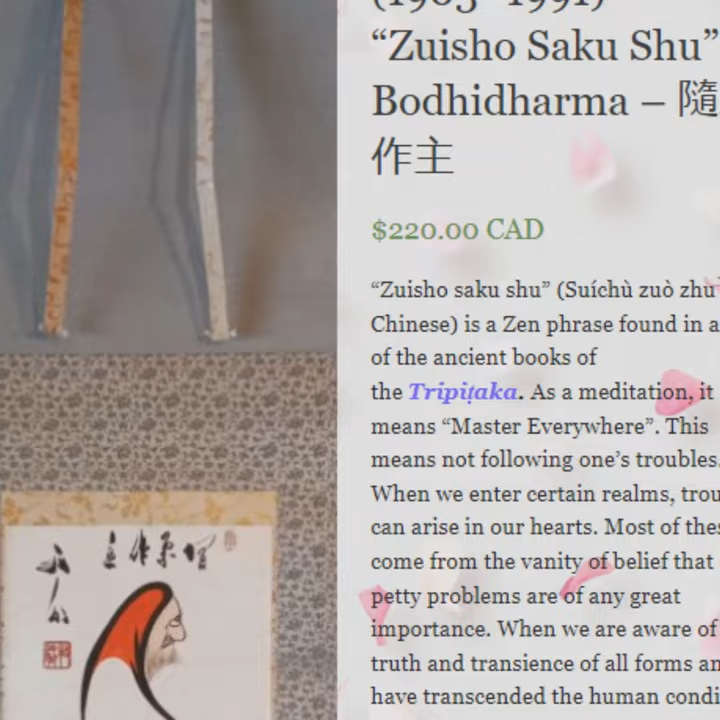 “Zuisho Saku Shu”
Bodhidharma – 隨
作主
$220.00 CAD
“Zuisho saku shu” (Suíchù zuò zhu
Chinese) is a Zen phrase found in a
of the ancient books of
the Tripiṭaka. As a meditation, it
means “Master Everywhere”. This
means not following one’s troubles.
When we enter certain realms, trou
can arise in our hearts. Most of thes
come from the vanity of belief that
petty problems are of any great
importance. When we are aware of
truth and transience of all forms an
have transcended the human condi